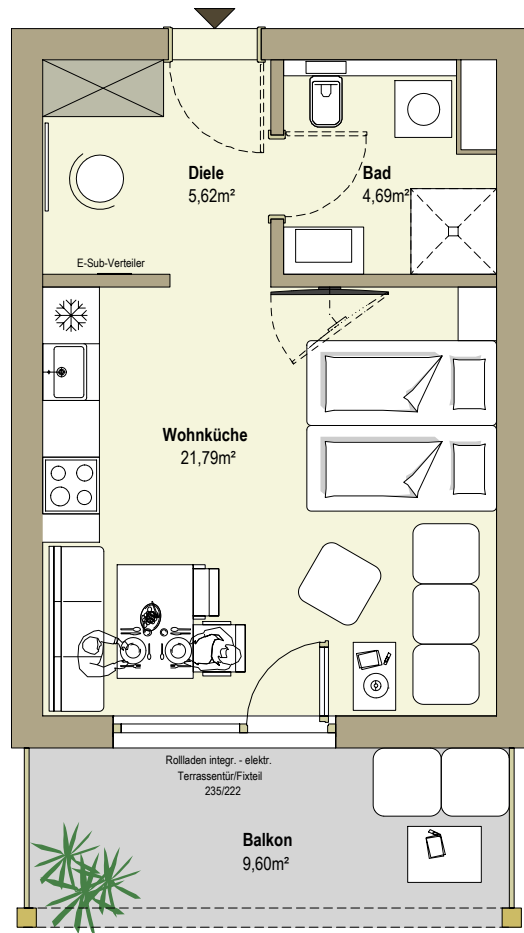 Diele
5,62m²
Bad
4,69m²
E-Sub-Verteiler
Wohnküche
21,79m²
Rollladen integr. - elektr.
Terrassentür/Fixteil
235/222
Balkon
9,60m²